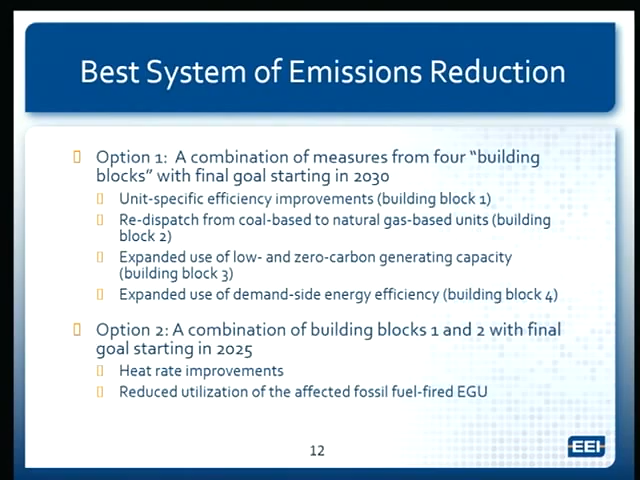 Best System of Emissions Reduction
Option 1: A combination of measures from four “building
blocks” with final goal starting in 2030
Unit-specific efficiency improvements (building block 1)
Re-dispatch from coal-based to natural gas-based units (building
block 2)
Expanded use of low- and zero-carbon generating capacity
(building block 3)
Expanded use of demand-side energy efficiency (building block 4)
Option 2: A combination of building blocks 1 and 2 with final
goal starting in 2025
Heat rate improvements
Reduced utilization of the affected fossil fuel-fired EGU
12
EEI